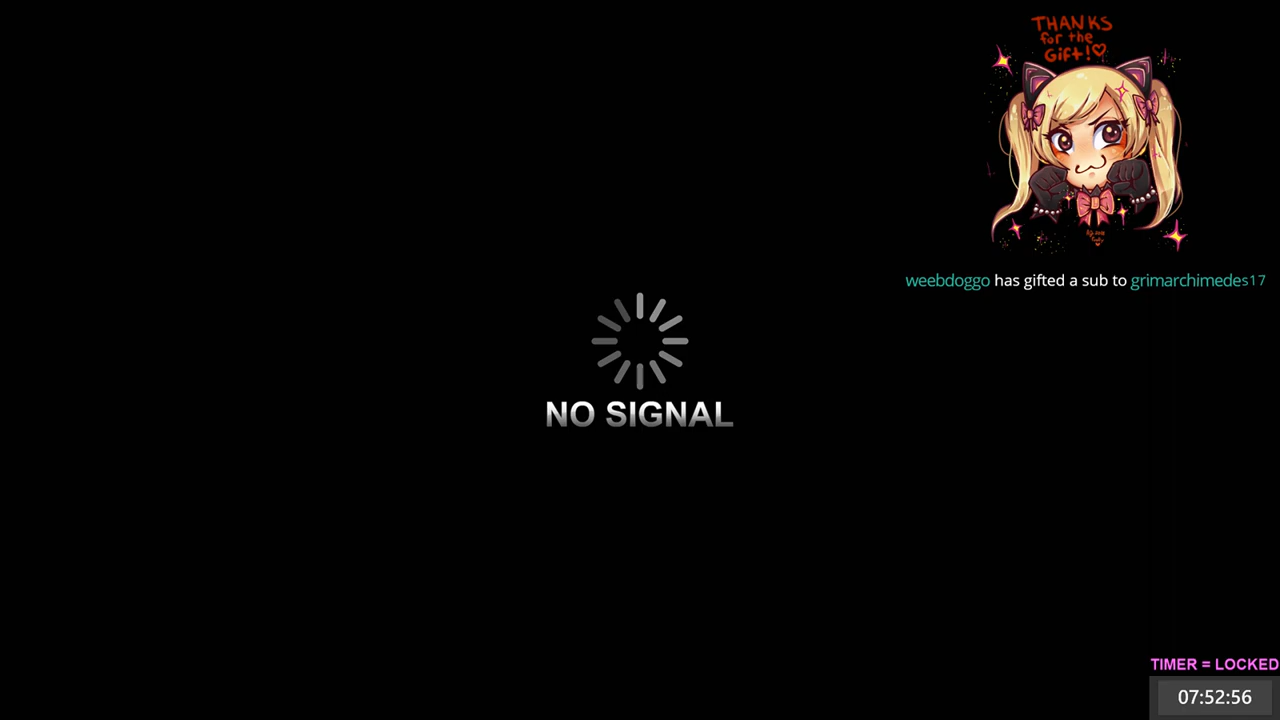 THANKS
for the
Gift!♡
weebdoggo has gifted a sub to grimarchimedes17
NO SIGNAL
TIMER = LOCKED
07:52:56